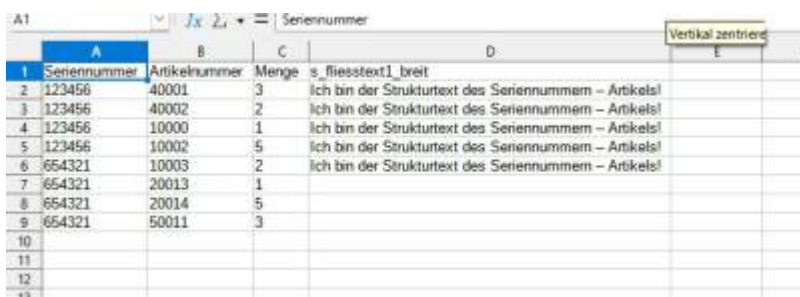 A1 Seriennummer
Vertikal zentriere
A B C D E
1 Seriennummer Artikelnummer Menge s_fliesstext1_breit
2 123456 40001 3 Ich bin der Strukturtext des Seriennummern – Artikels!
3 123456 40002 2 Ich bin der Strukturtext des Seriennummern – Artikels!
4 123456 10000 1 Ich bin der Strukturtext des Seriennummern – Artikels!
5 123456 10002 5 Ich bin der Strukturtext des Seriennummern – Artikels!
6 654321 10003 2 Ich bin der Strukturtext des Seriennummern – Artikels!
7 654321 20013 1
8 654321 20014 5
9 654321 50011 3
10
11
12